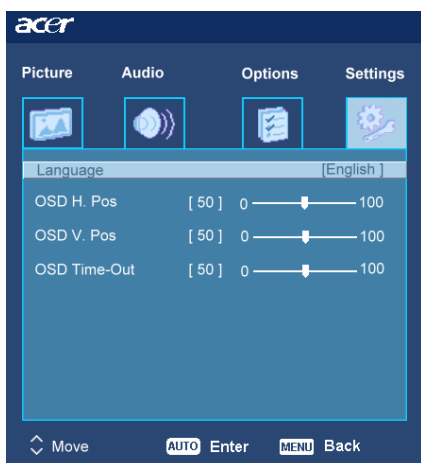 acer
Picture Audio Options Settings
Language [English ]
OSD H. Pos [ 50 ] 0 100
OSD V. Pos [ 50 ] 0 100
OSD Time-Out [ 50 ] 0 100
Move AUTO Enter MENU Back